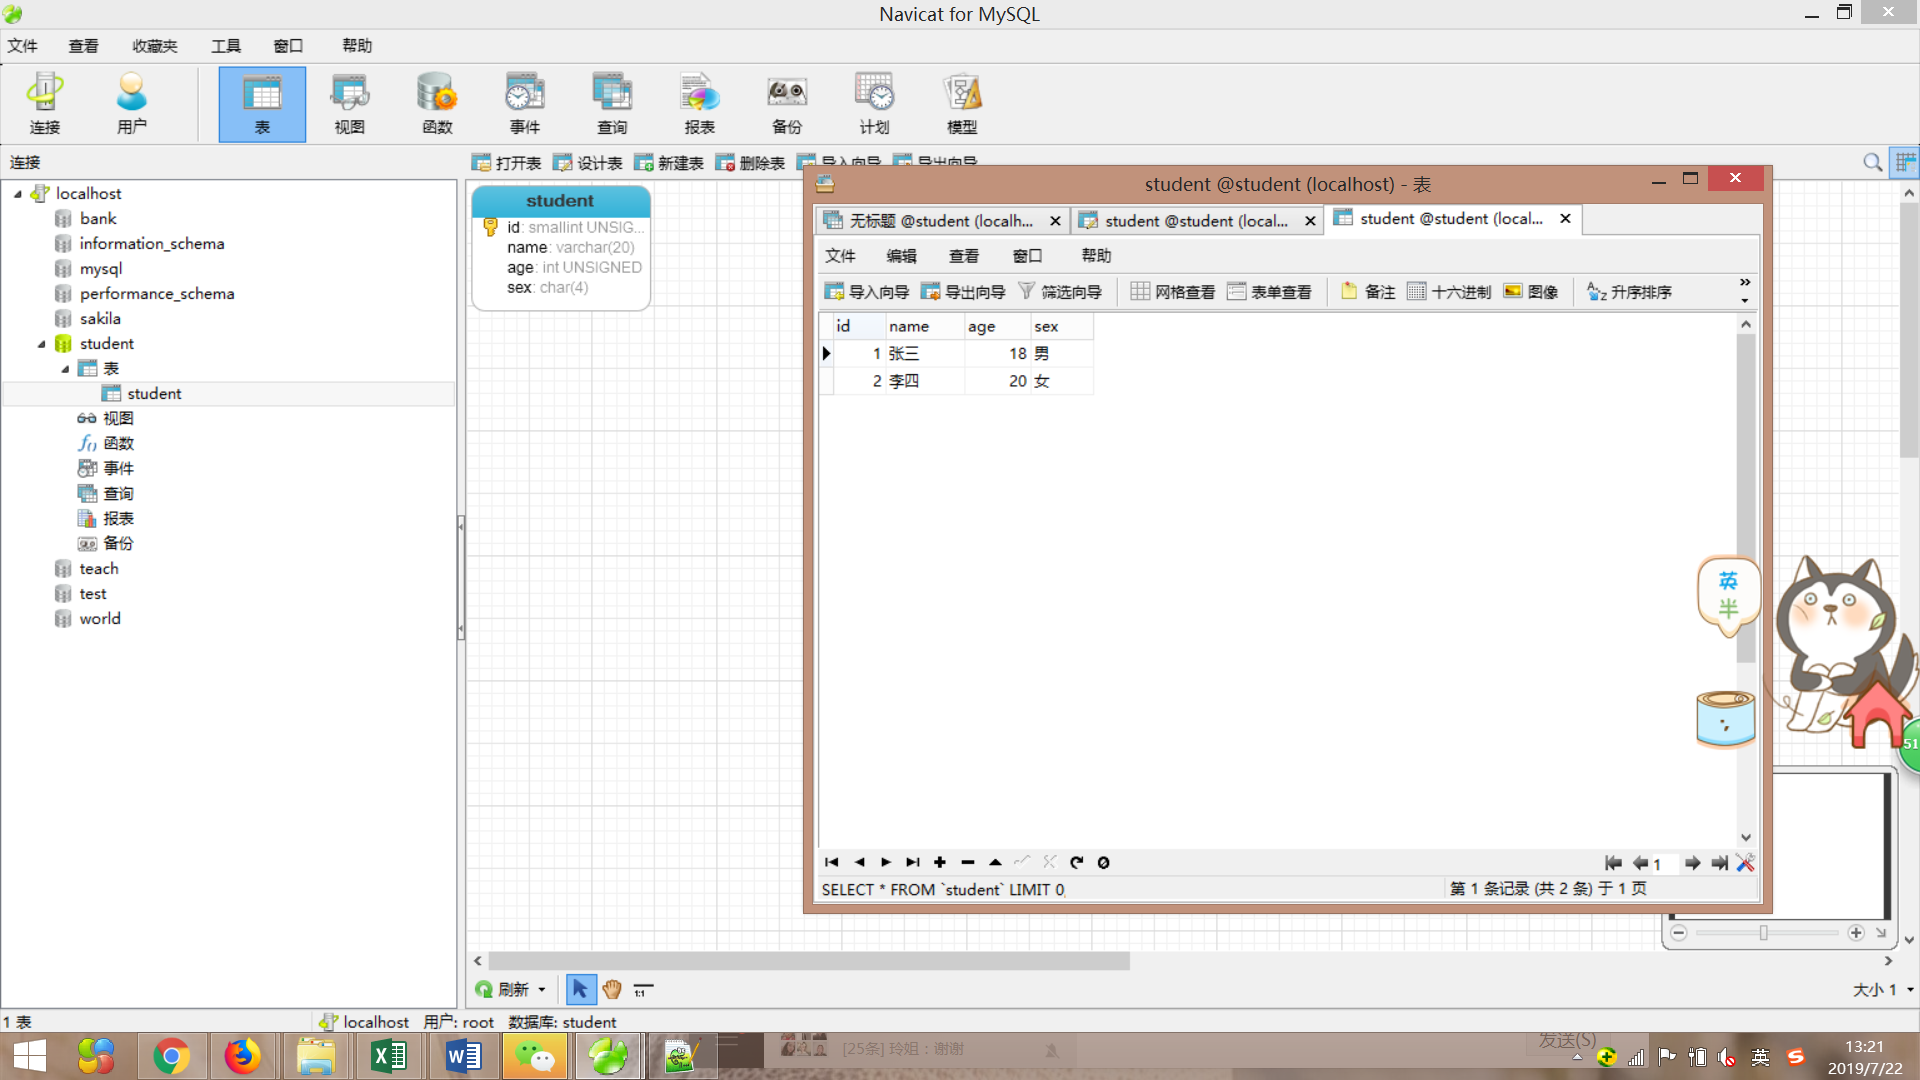 Navicat for MySQL
文件 查看 收藏夹 工具 窗口 帮助
连接 用户 表 视图 函数 事件 查询 报表 备份 计划 模型
连接
打开表 设计表 新建表 删除表 导入向导 导出向导
localhost
bank
information_schema
mysql
performance_schema
sakila
student
表
student
视图
函数
事件
查询
报表
备份
teach
test
world
student
id: smallint UNSIG...
name: varchar(20)
age: int UNSIGNED
sex: char(4)
student @student (localhost) - 表
无标题 @student (localh... student @student (local... student @student (local...
文件 编辑 查看 窗口 帮助
导入向导 导出向导 筛选向导 网格查看 表单查看 备注 十六进制 图像 升序排序
id name age sex
1 张三 18 男
2 李四 20 女
英
半
51
1
SELECT * FROM `student` LIMIT 0
第 1 条记录 (共 2 条) 于 1 页
刷新 1:1 大小 1
1 表 localhost 用户: root 数据库: student
[25条] 玲姐：谢谢
发送(S)
英
13:21
2019/7/22